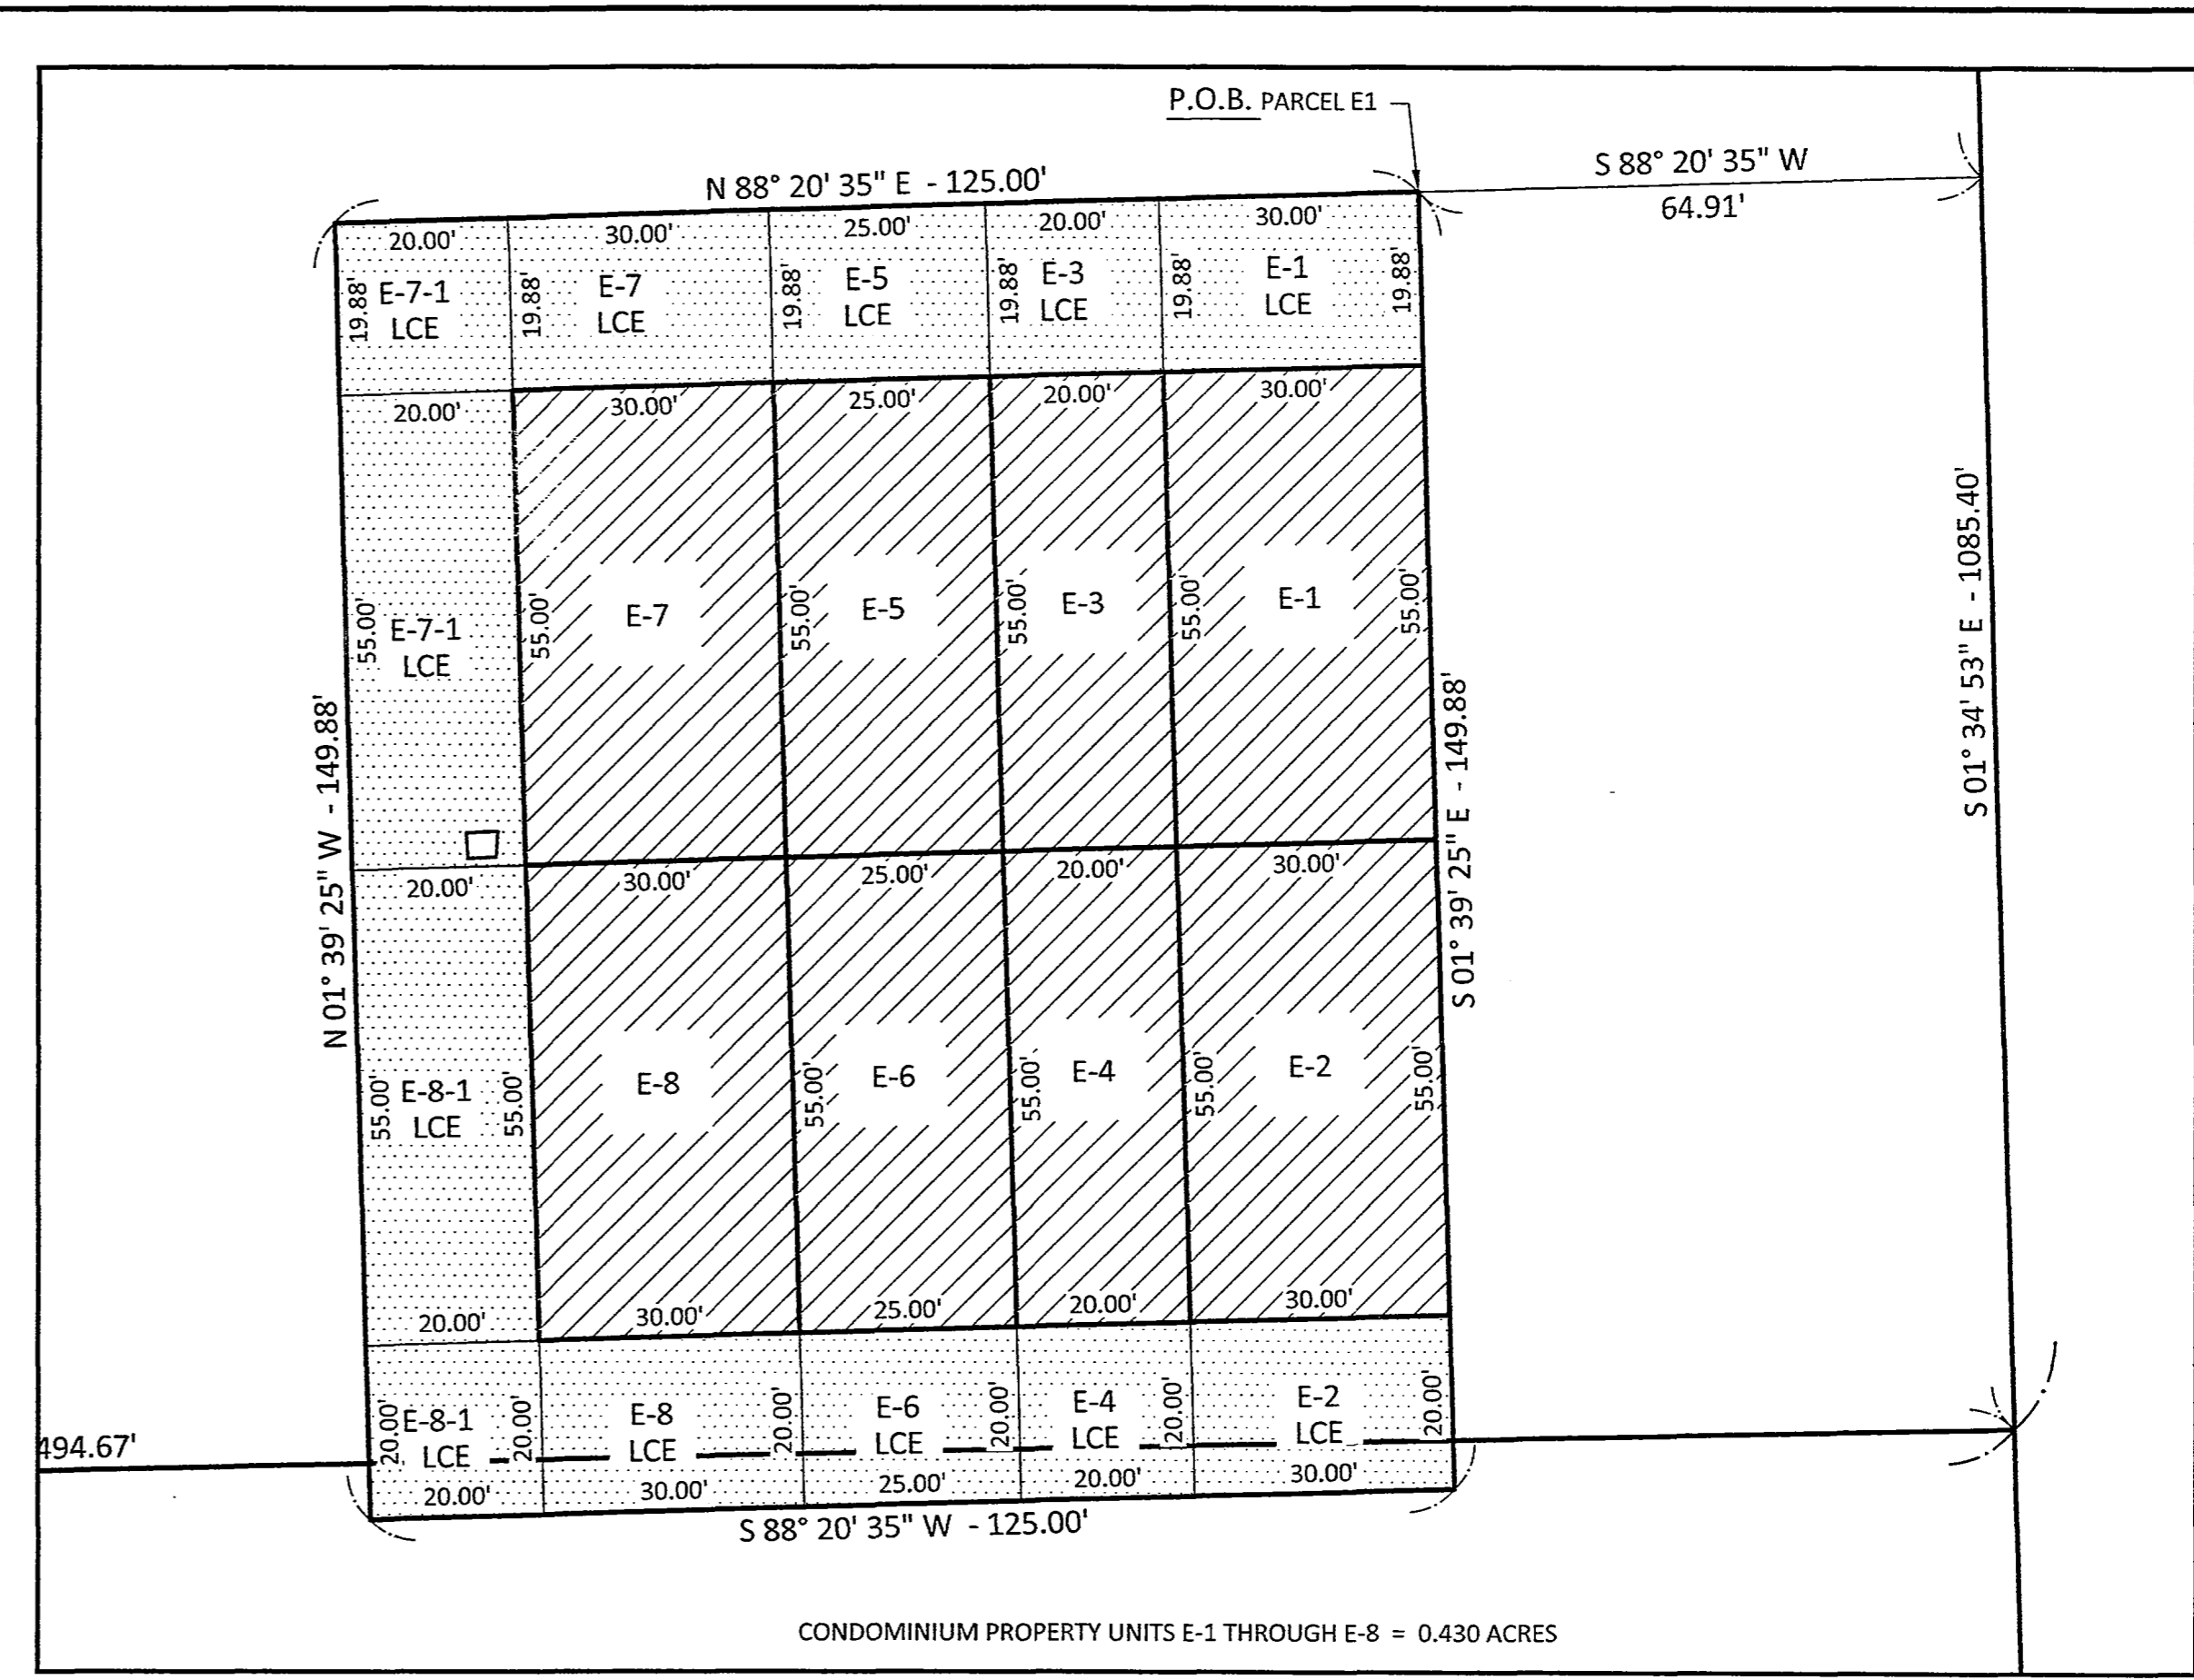 P.O.B. PARCEL E1
N 88° 20' 35" E - 125.00'
S 88° 20' 35" W
64.91'
20.00' 30.00' 25.00' 20.00' 30.00'
19.88' 19.88' 19.88' 19.88' 19.88' 19.88'
E-7-1
LCE
E-7
LCE
E-5
LCE
E-3
LCE
E-1
LCE
20.00' 30.00' 25.00' 20.00' 30.00'
S 01° 34' 53" E - 1085.40'
55.00' 55.00' 55.00' 55.00' 55.00' 55.00'
E-7-1
LCE
E-7
E-5
E-3
E-1
N 01° 39' 25" W - 149.88'
S 01° 39' 25" E - 149.88'
20.00' 30.00' 25.00' 20.00' 30.00'
55.00' 55.00' 55.00' 55.00' 55.00' 55.00'
E-8-1
LCE
E-8
E-6
E-4
E-2
20.00' 30.00' 25.00' 20.00' 30.00'
494.67'
20.00' 20.00' 20.00' 20.00' 20.00' 20.00'
E-8-1
LCE
E-8
LCE
E-6
LCE
E-4
LCE
E-2
LCE
20.00' 30.00' 25.00' 20.00' 30.00'
S 88° 20' 35" W - 125.00'
CONDOMINIUM PROPERTY UNITS E-1 THROUGH E-8 = 0.430 ACRES